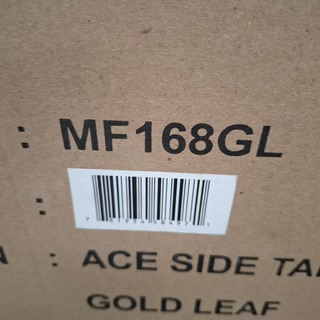 : MF168GL
:
A : ACE SIDE TA
GOLD LEAF